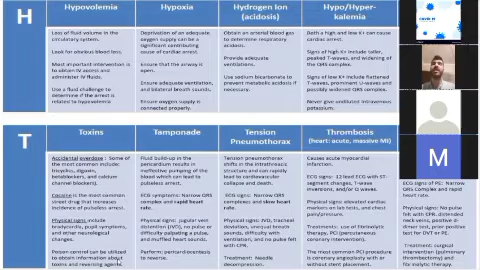 H
Hypovolemia
Hypoxia
Hydrogen Ion
(acidosis)
Hypo/Hyper-
kalemia
Loss of fluid volume in the
circulatory system.
Look for obvious blood loss.
Most important intervention is
to obtain IV access and
administer IV fluids.
Use a fluid challenge to
determine if the arrest is
related to hypovolemia
Deprivation of an adequate
oxygen supply can be a
significant contributing
cause of cardiac arrest.
Ensure that the airway is
open.
Ensure adequate ventilation,
and bilateral breath sounds.
Ensure oxygen supply is
connected properly.
Obtain an arterial blood gas
to determine respiratory
acidosis.
Provide adequate
ventilations.
Use sodium bicarbonate to
prevent metabolic acidosis if
necessary.
Both a high and low K+ can
cause cardiac arrest.
Signs of high K+ include taller,
peaked T-waves, and widening of
the QRS complex.
Signs of low K+ include flattened
T-waves, prominent U-waves and
possibly widened QRS complex.
Never give undiluted intravenous
potassium.
T
Toxins
Tamponade
Tension
Pneumothorax
Thrombosis
(heart: acute, massive MI)
Accidental overdose : Some of
the most common include:
tricyclics, digoxin,
betablockers, and calcium
channel blockers).
Cocaine is the most common
street drug that increases
incidence of pulseless arrest.
Physical signs include
bradycardia, pupil symptoms,
and other neurological
changes.
Poison control can be utilized
to obtain information about
toxins and reversing agents.
Fluid build-up in the
pericardium results in
ineffective pumping of the
blood which can lead to
pulseless arrest.
ECG symptoms: Narrow QRS
complex and rapid heart
rate.
Physical signs: jugular vein
distention (JVD), no pulse or
difficulty palpating a pulse,
and muffled heart sounds.
Perform: pericardiocentesis
to reverse.
Tension pneumothorax
shifts in the intrathoracic
structure and can rapidly
lead to cardiovascular
collapse and death.
ECG signs: Narrow QRS
complexes and slow heart
rate.
Physical signs: JVD, tracheal
deviation, unequal breath
sounds, difficulty with
ventilation, and no pulse felt
with CPR.
Treatment: Needle
decompression.
Causes acute myocardial
infarction.
ECG signs: 12 lead ECG with ST-
segment changes, T-wave
inversions, and/or Q waves.
Physical signs: elevated cardiac
markers on lab tests, and chest
pain/pressure.
Treatments: use of fibrinolytic
therapy, PCI (percutaneous
coronary intervention).
The most common PCI procedure
is coronary angioplasty with or
without stent placement.
ECG signs of PE: Narrow
QRS Complex and rapid
heart rate.
Physical signs: No pulse
felt with CPR, distended
neck veins, positive d-
dimer test, prior positive
test for DVT or PE.
Treatment: surgical
intervention (pulmonary
thrombectomy) and
fibrinolytic therapy.
M